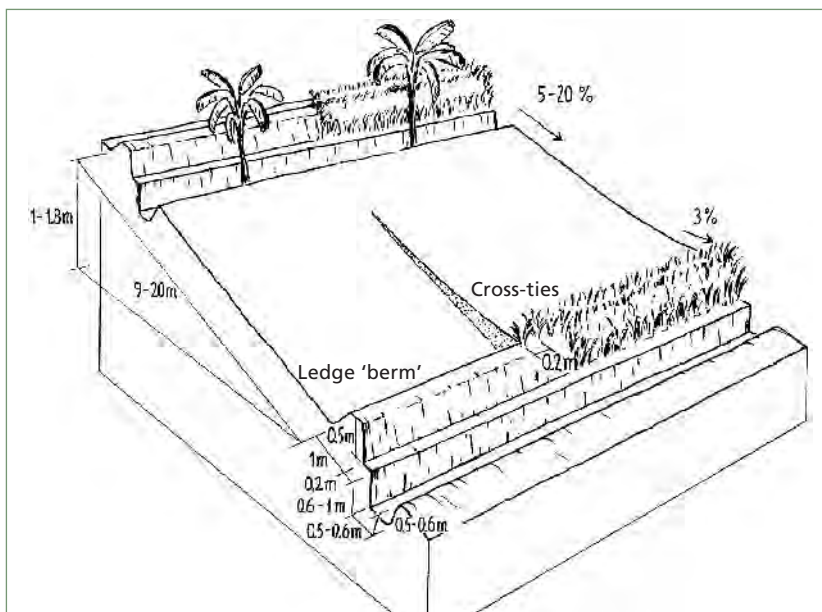 5-20 %
1-1.8m
3%
9-20m
Cross-ties
0.2m
Ledge 'berm'
0.5m
1m
0.2m
0.6-1m
0.5-0.6m
0.5-0.6m